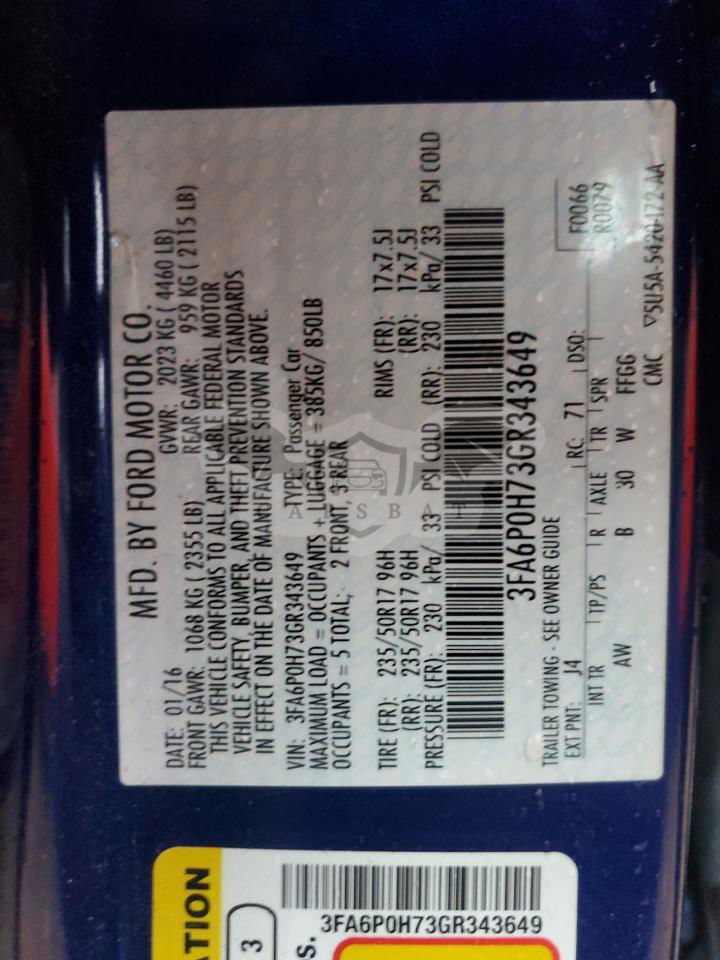 MFD. BY FORD MOTOR CO.
DATE: 01/16 GVWR: 2023 KG ( 4460 LB)
FRONT GAWR: 1068 KG ( 2355 LB) REAR GAWR: 959 KG ( 2115 LB)
THIS VEHICLE CONFORMS TO ALL APPLICABLE FEDERAL MOTOR
VEHICLE SAFETY, BUMPER, AND THEFT PREVENTION STANDARDS
IN EFFECT ON THE DATE OF MANUFACTURE SHOWN ABOVE.
VIN: 3FA6P0H73GR343649 TYPE: Passenger Car
MAXIMUM LOAD = OCCUPANTS + LUGGAGE = 385KG/ 850LB
OCCUPANTS = 5 TOTAL, 2 FRONT, 3 REAR
TIRE (FR): 235/50R17 96H RIMS (FR): 17x7.5J
(RR): 235/50R17 96H (RR): 17x7.5J
PRESSURE (FR): 230 kPa/ 33 PSI COLD (RR): 230 kPa/ 33 PSI COLD
3FA6P0H73GR343649
TRAILER TOWING - SEE OWNER GUIDE
F0066
R0079
EXT PNT: J4 RC: 71 DSO:
INT TR TP/PS R AXLE TR SPR
AW B 30 W FFGG
CMC ▽5U5A-5420472-AA
ATION
3
S.
3FA6P0H73GR343649